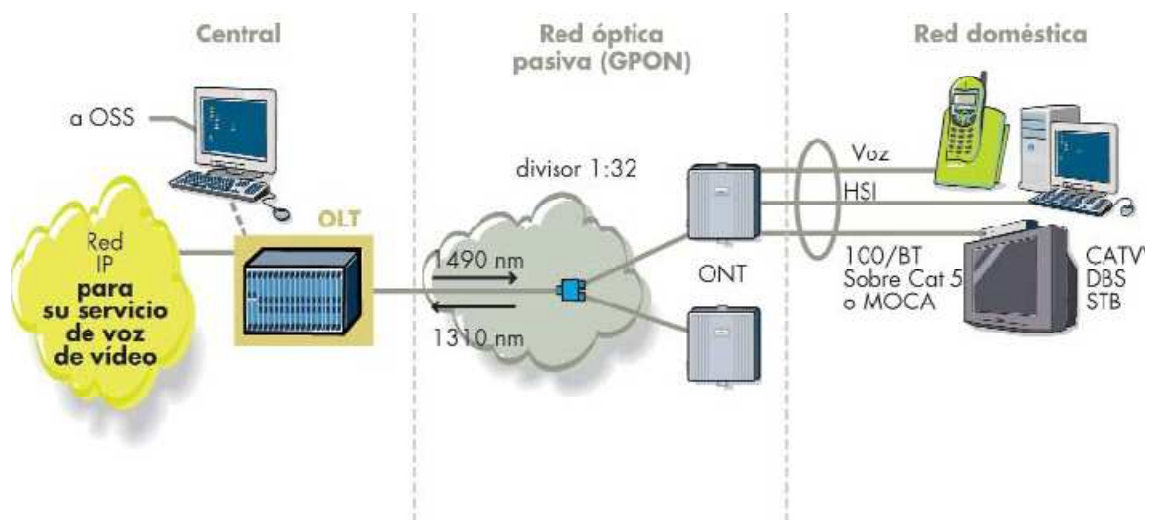 Central
Red óptica
pasiva (GPON)
Red doméstica
a OSS
OLT
Red
IP
para
su servicio
de voz
de vídeo
divisor 1:32
1490 nm
1310 nm
ONT
Voz
HSI
100/BT
Sobre Cat 5
o MOCA
CATV
DBS
STB